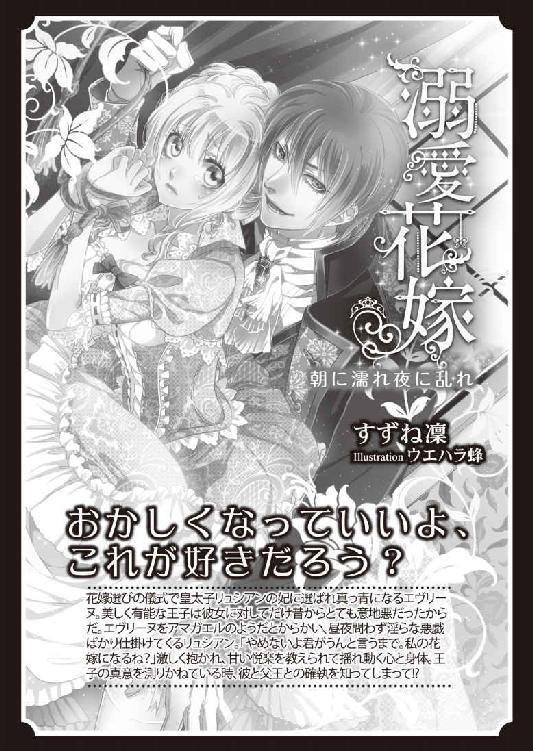 溺愛花嫁
朝に濡れ夜に乱れ
すずね凜
Illustration ウエハラ蜂
おかしくなっていいよ、
これが好きだろう？
花嫁選びの儀式で皇太子リュシアンの妃に選ばれ真っ青になるエヴリー
ヌ。美しく有能な王子は彼女に対してだけ昔からとても意地悪だったから
だ。エヴリーヌをアマガエルのようだとからかい、昼夜問わず淫らな悪戯
ばかり仕掛けてくるリュシアン。「やめないよ君がうんと言うまで。私の花
嫁になるね？」激しく抱かれ、甘い悦楽を教えられて揺れ動く心と身体。王
子の真意を測りかねている時、彼と父王との確執を知ってしまって!?